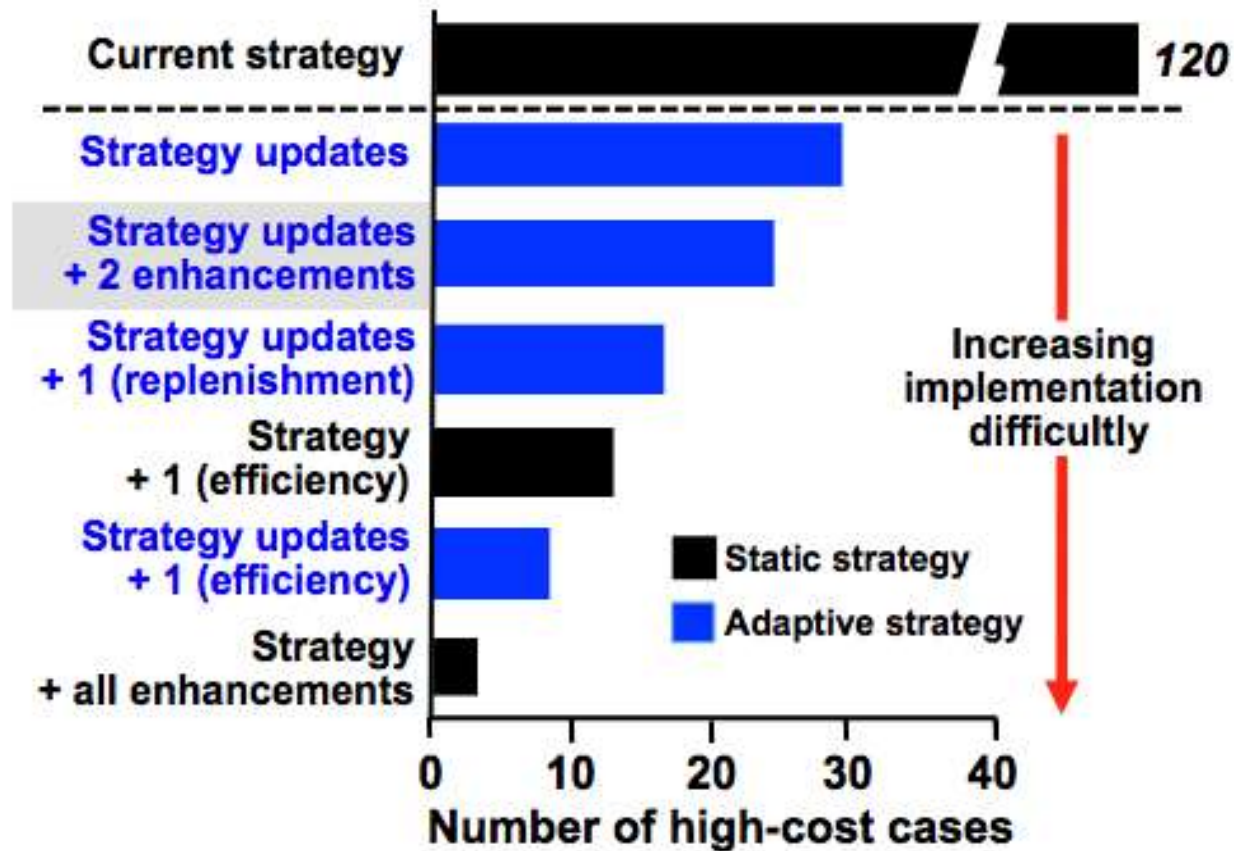 Current strategy
120
Strategy updates
Strategy updates
+ 2 enhancements
Strategy updates
+ 1 (replenishment)
Strategy
+ 1 (efficiency)
Strategy updates
+ 1 (efficiency)
Strategy
+ all enhancements
Increasing
implementation
difficultly
Static strategy
Adaptive strategy
0 10 20 30 40
Number of high-cost cases